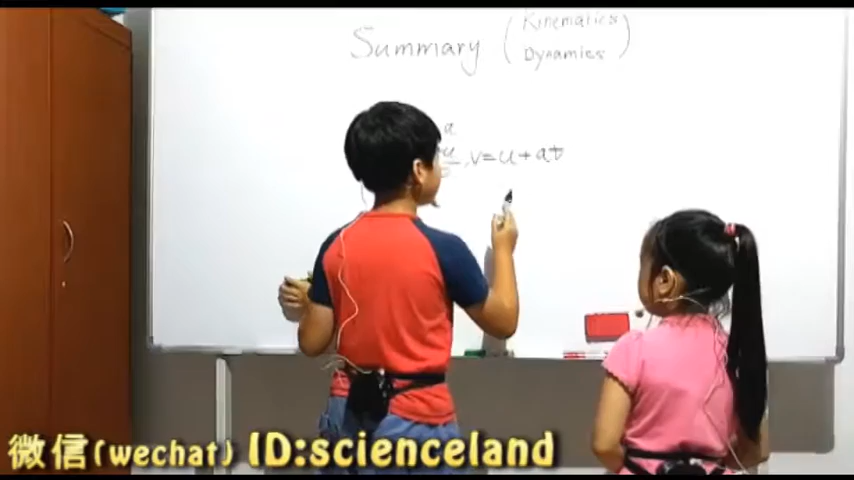 Summary (Kinematics
Dynamics)
a
u, v=u+at
微信(wechat) ID:scienceland